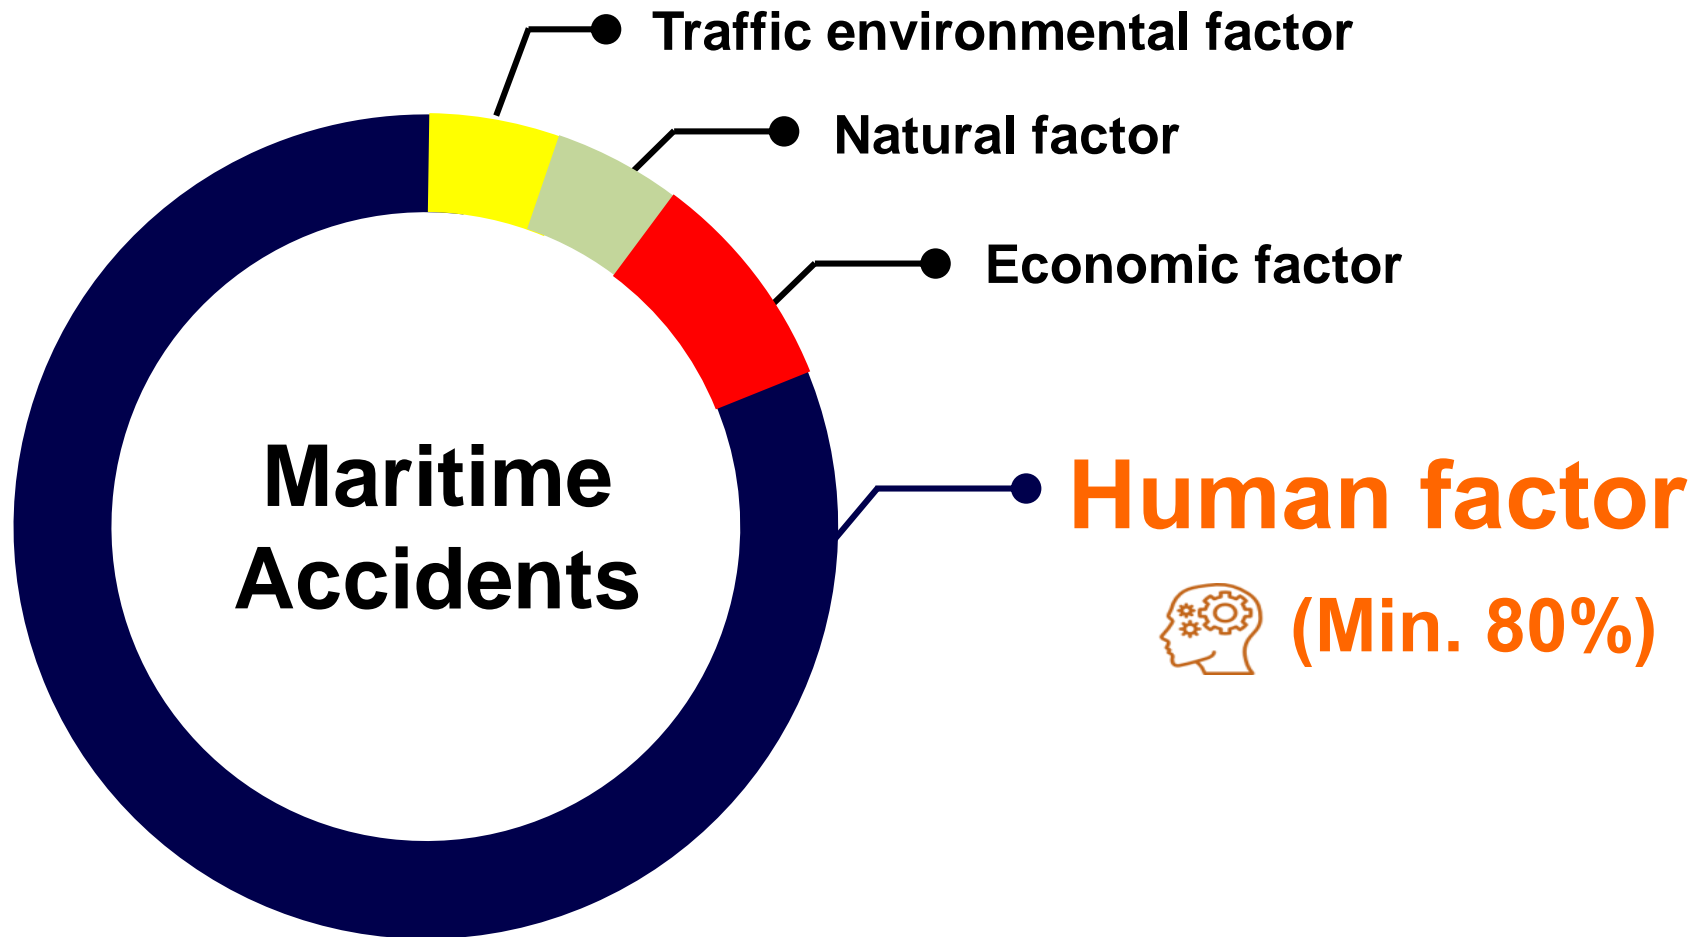 Traffic environmental factor
Natural factor
Economic factor
Maritime
Accidents
Human factor
(Min. 80%)